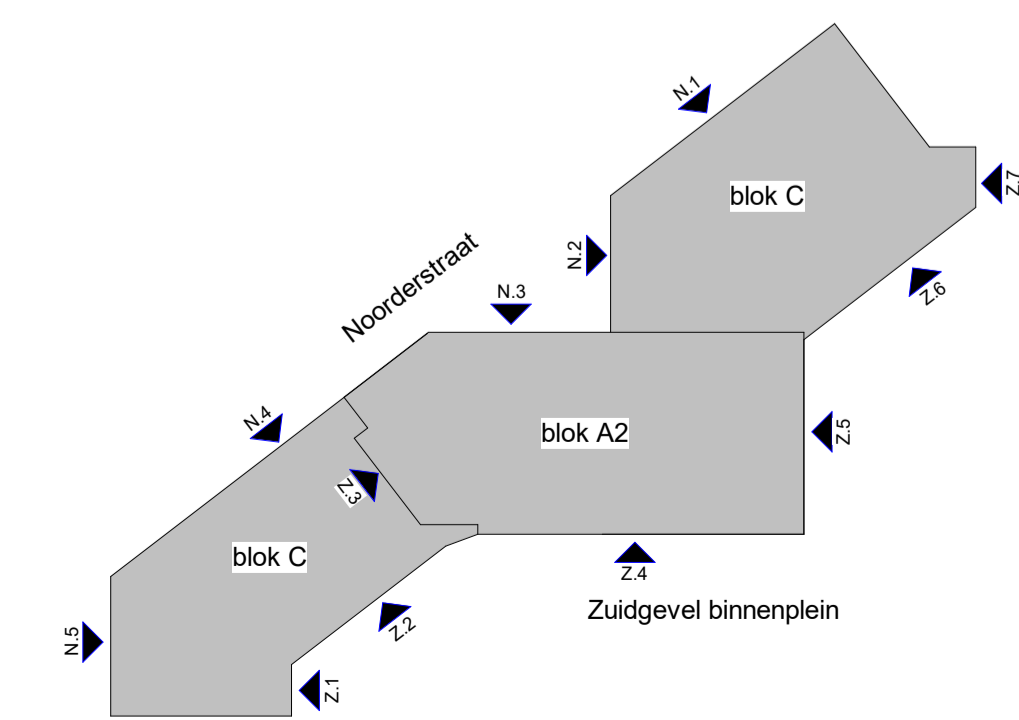 N.1
blok C
Z.7
N.2
Z.6
Noorderstraat
N.3
N.4
blok A2
Z.5
Z.3
blok C
Z.4
Zuidgevel binnenplein
Z.2
N.5
Z.1